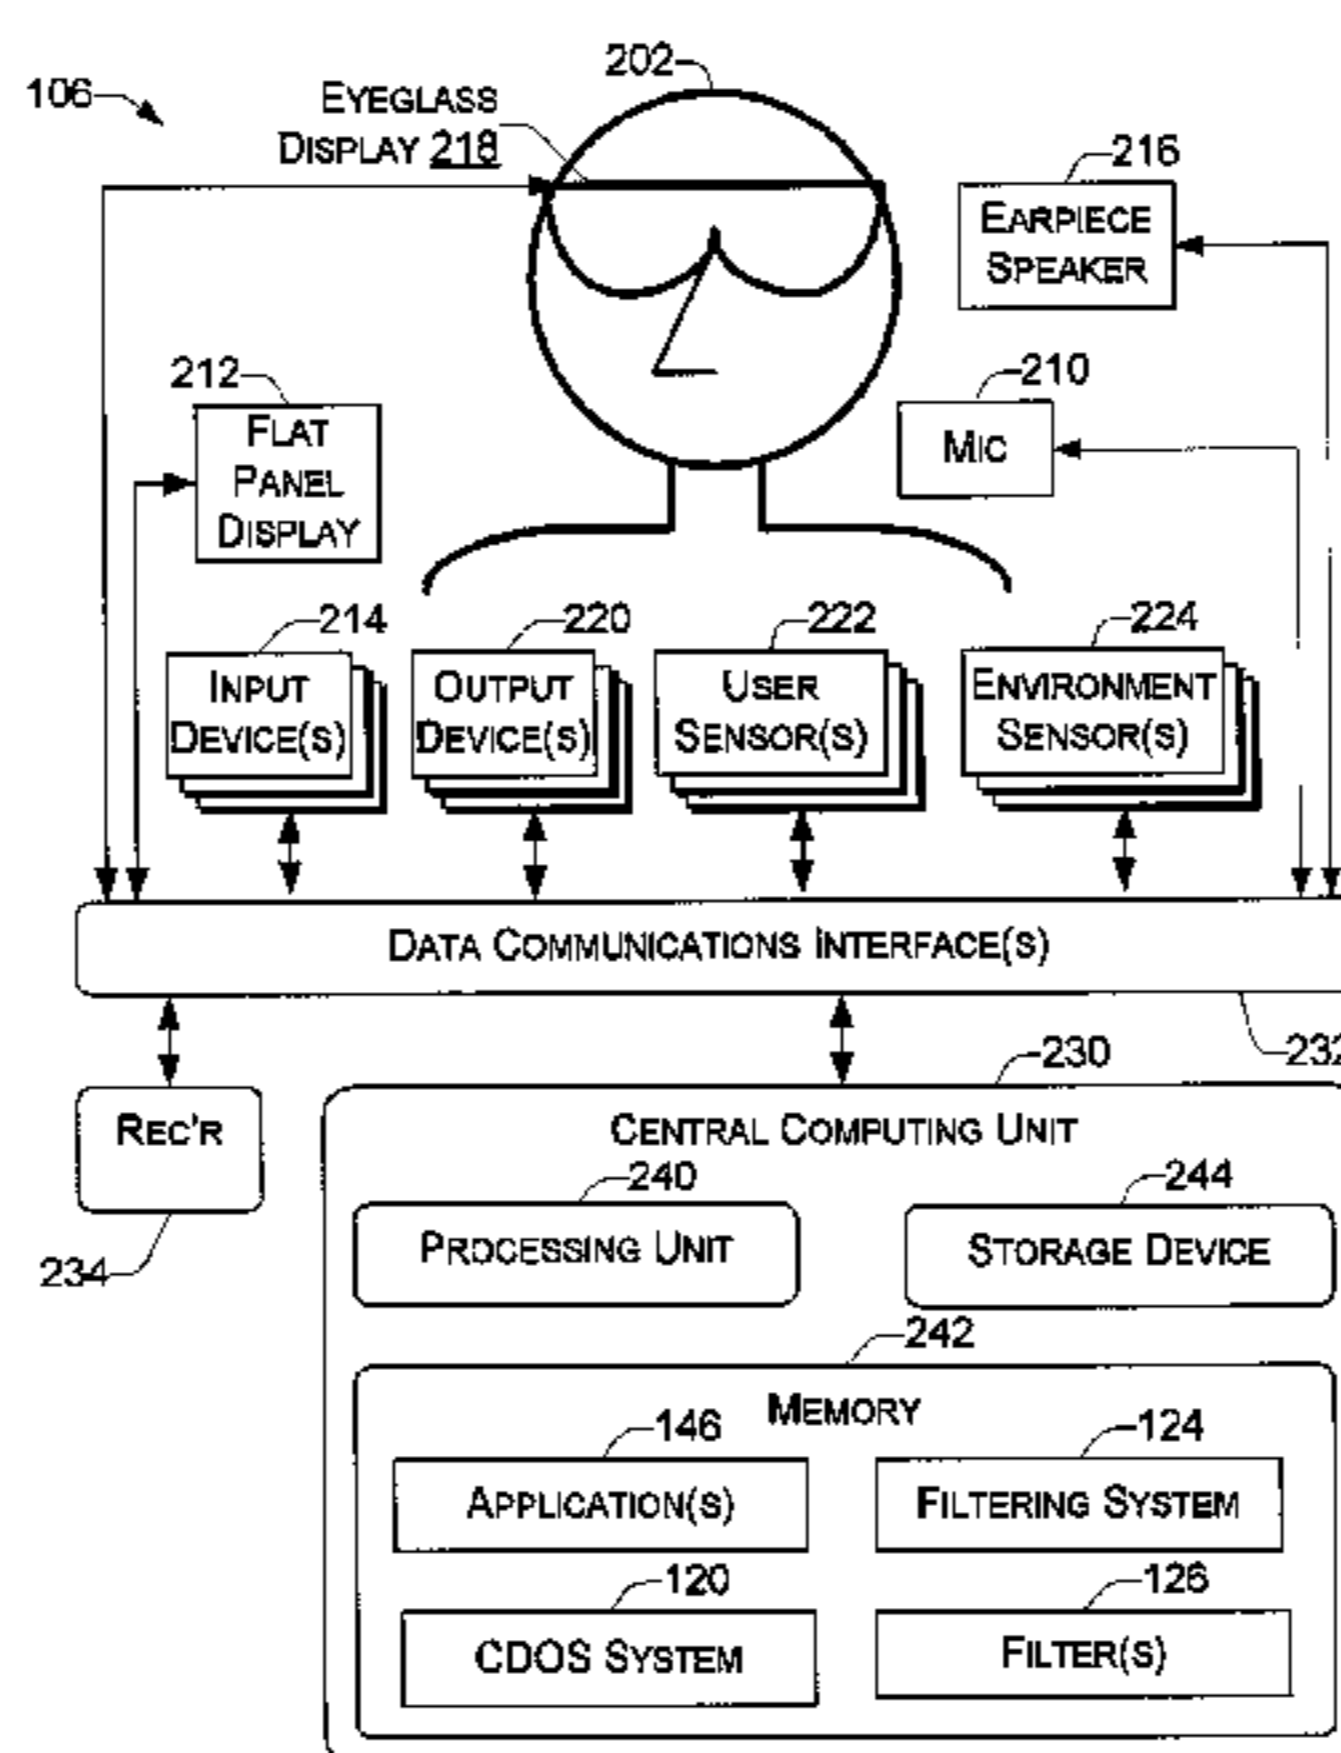 202
106
EYEGLASS
DISPLAY 218
216
EARPIECE
SPEAKER
212
FLAT
PANEL
DISPLAY
210
MIC
214
INPUT
DEVICE(S)
220
OUTPUT
DEVICE(S)
222
USER
SENSOR(S)
224
ENVIRONMENT
SENSOR(S)
DATA COMMUNICATIONS INTERFACE(S)
232
230
REC'R
234
CENTRAL COMPUTING UNIT
240
PROCESSING UNIT
244
STORAGE DEVICE
242
MEMORY
146
APPLICATION(S)
124
FILTERING SYSTEM
120
CDOS SYSTEM
126
FILTER(S)